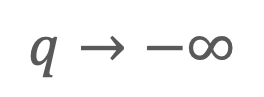 q → −∞